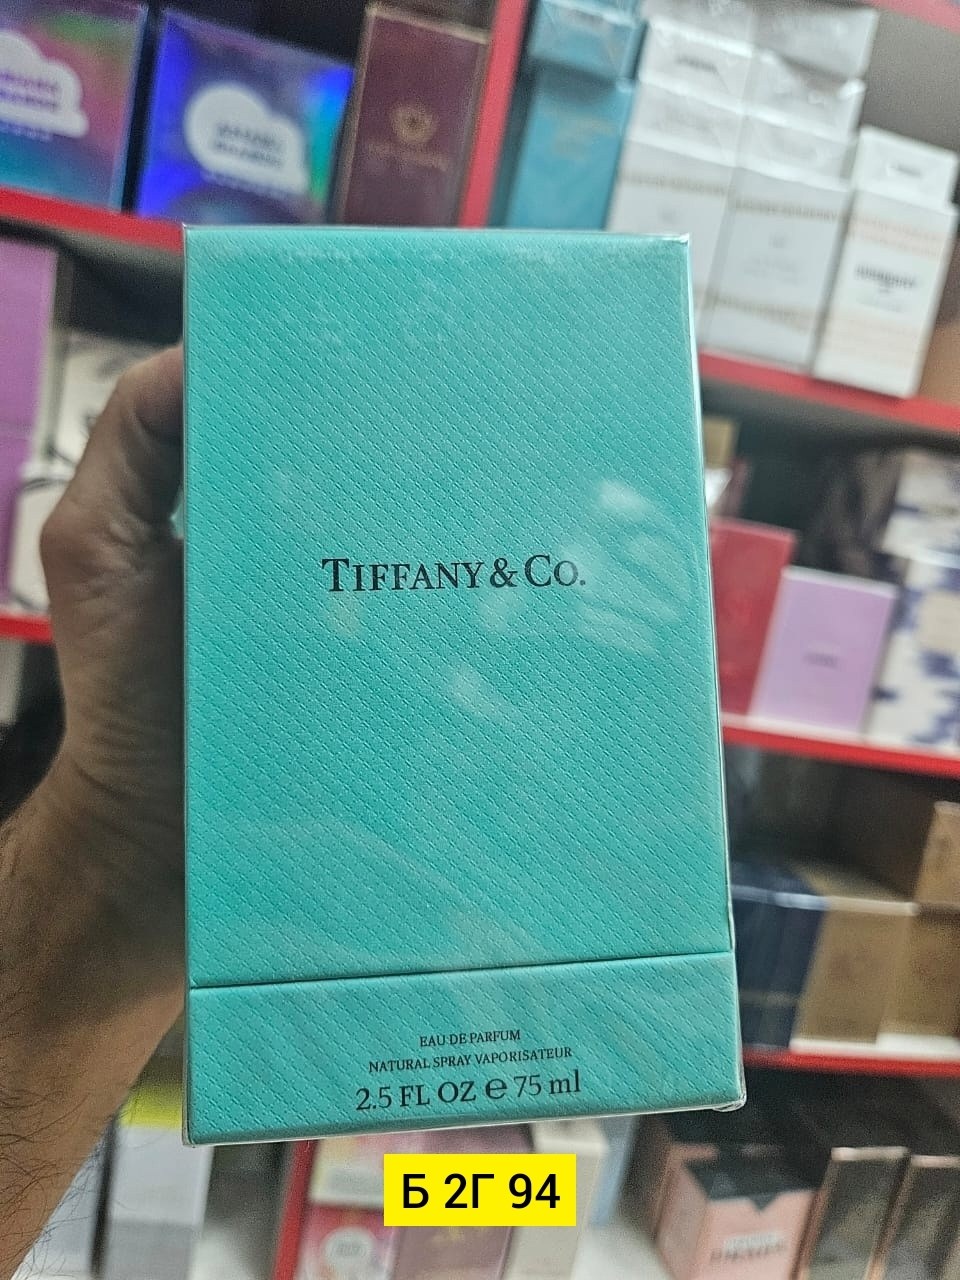 TIFFANY & CO.
EAU DE PARFUM
NATURAL SPRAY VAPORISATEUR
2.5 FL OZ e 75 ml
Б 2Г 94